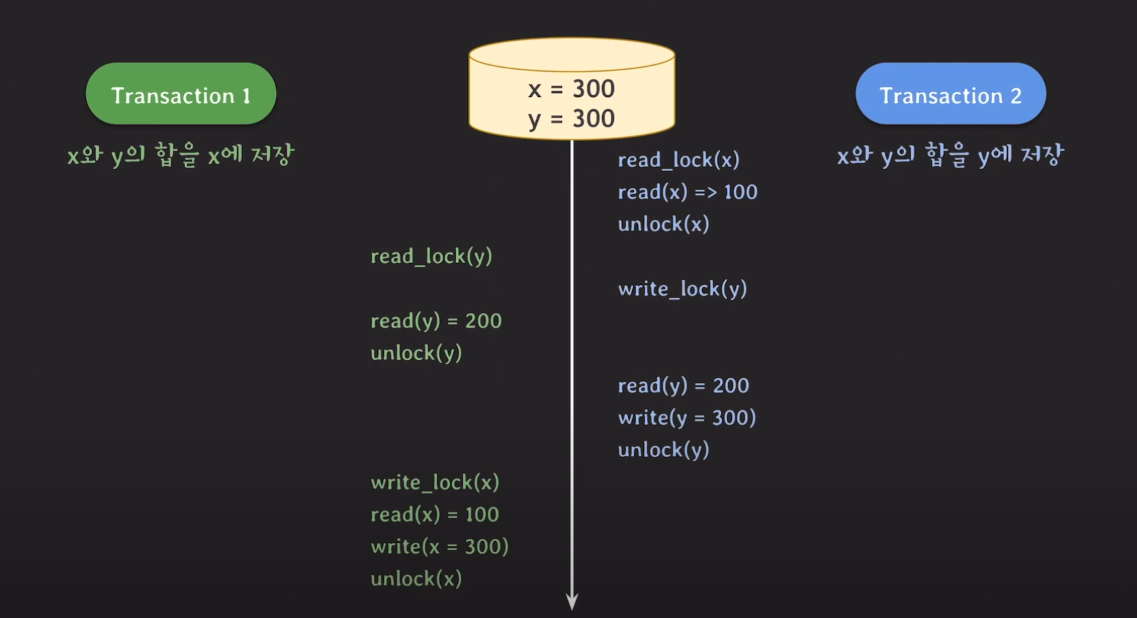 Transaction 1
x와 y의 합을 x에 저장
x = 300
y = 300
Transaction 2
x와 y의 합을 y에 저장
read_lock(x)
read(x) => 100
unlock(x)
read_lock(y)
write_lock(y)
read(y) = 200
unlock(y)
read(y) = 200
write(y = 300)
unlock(y)
write_lock(x)
read(x) = 100
write(x = 300)
unlock(x)